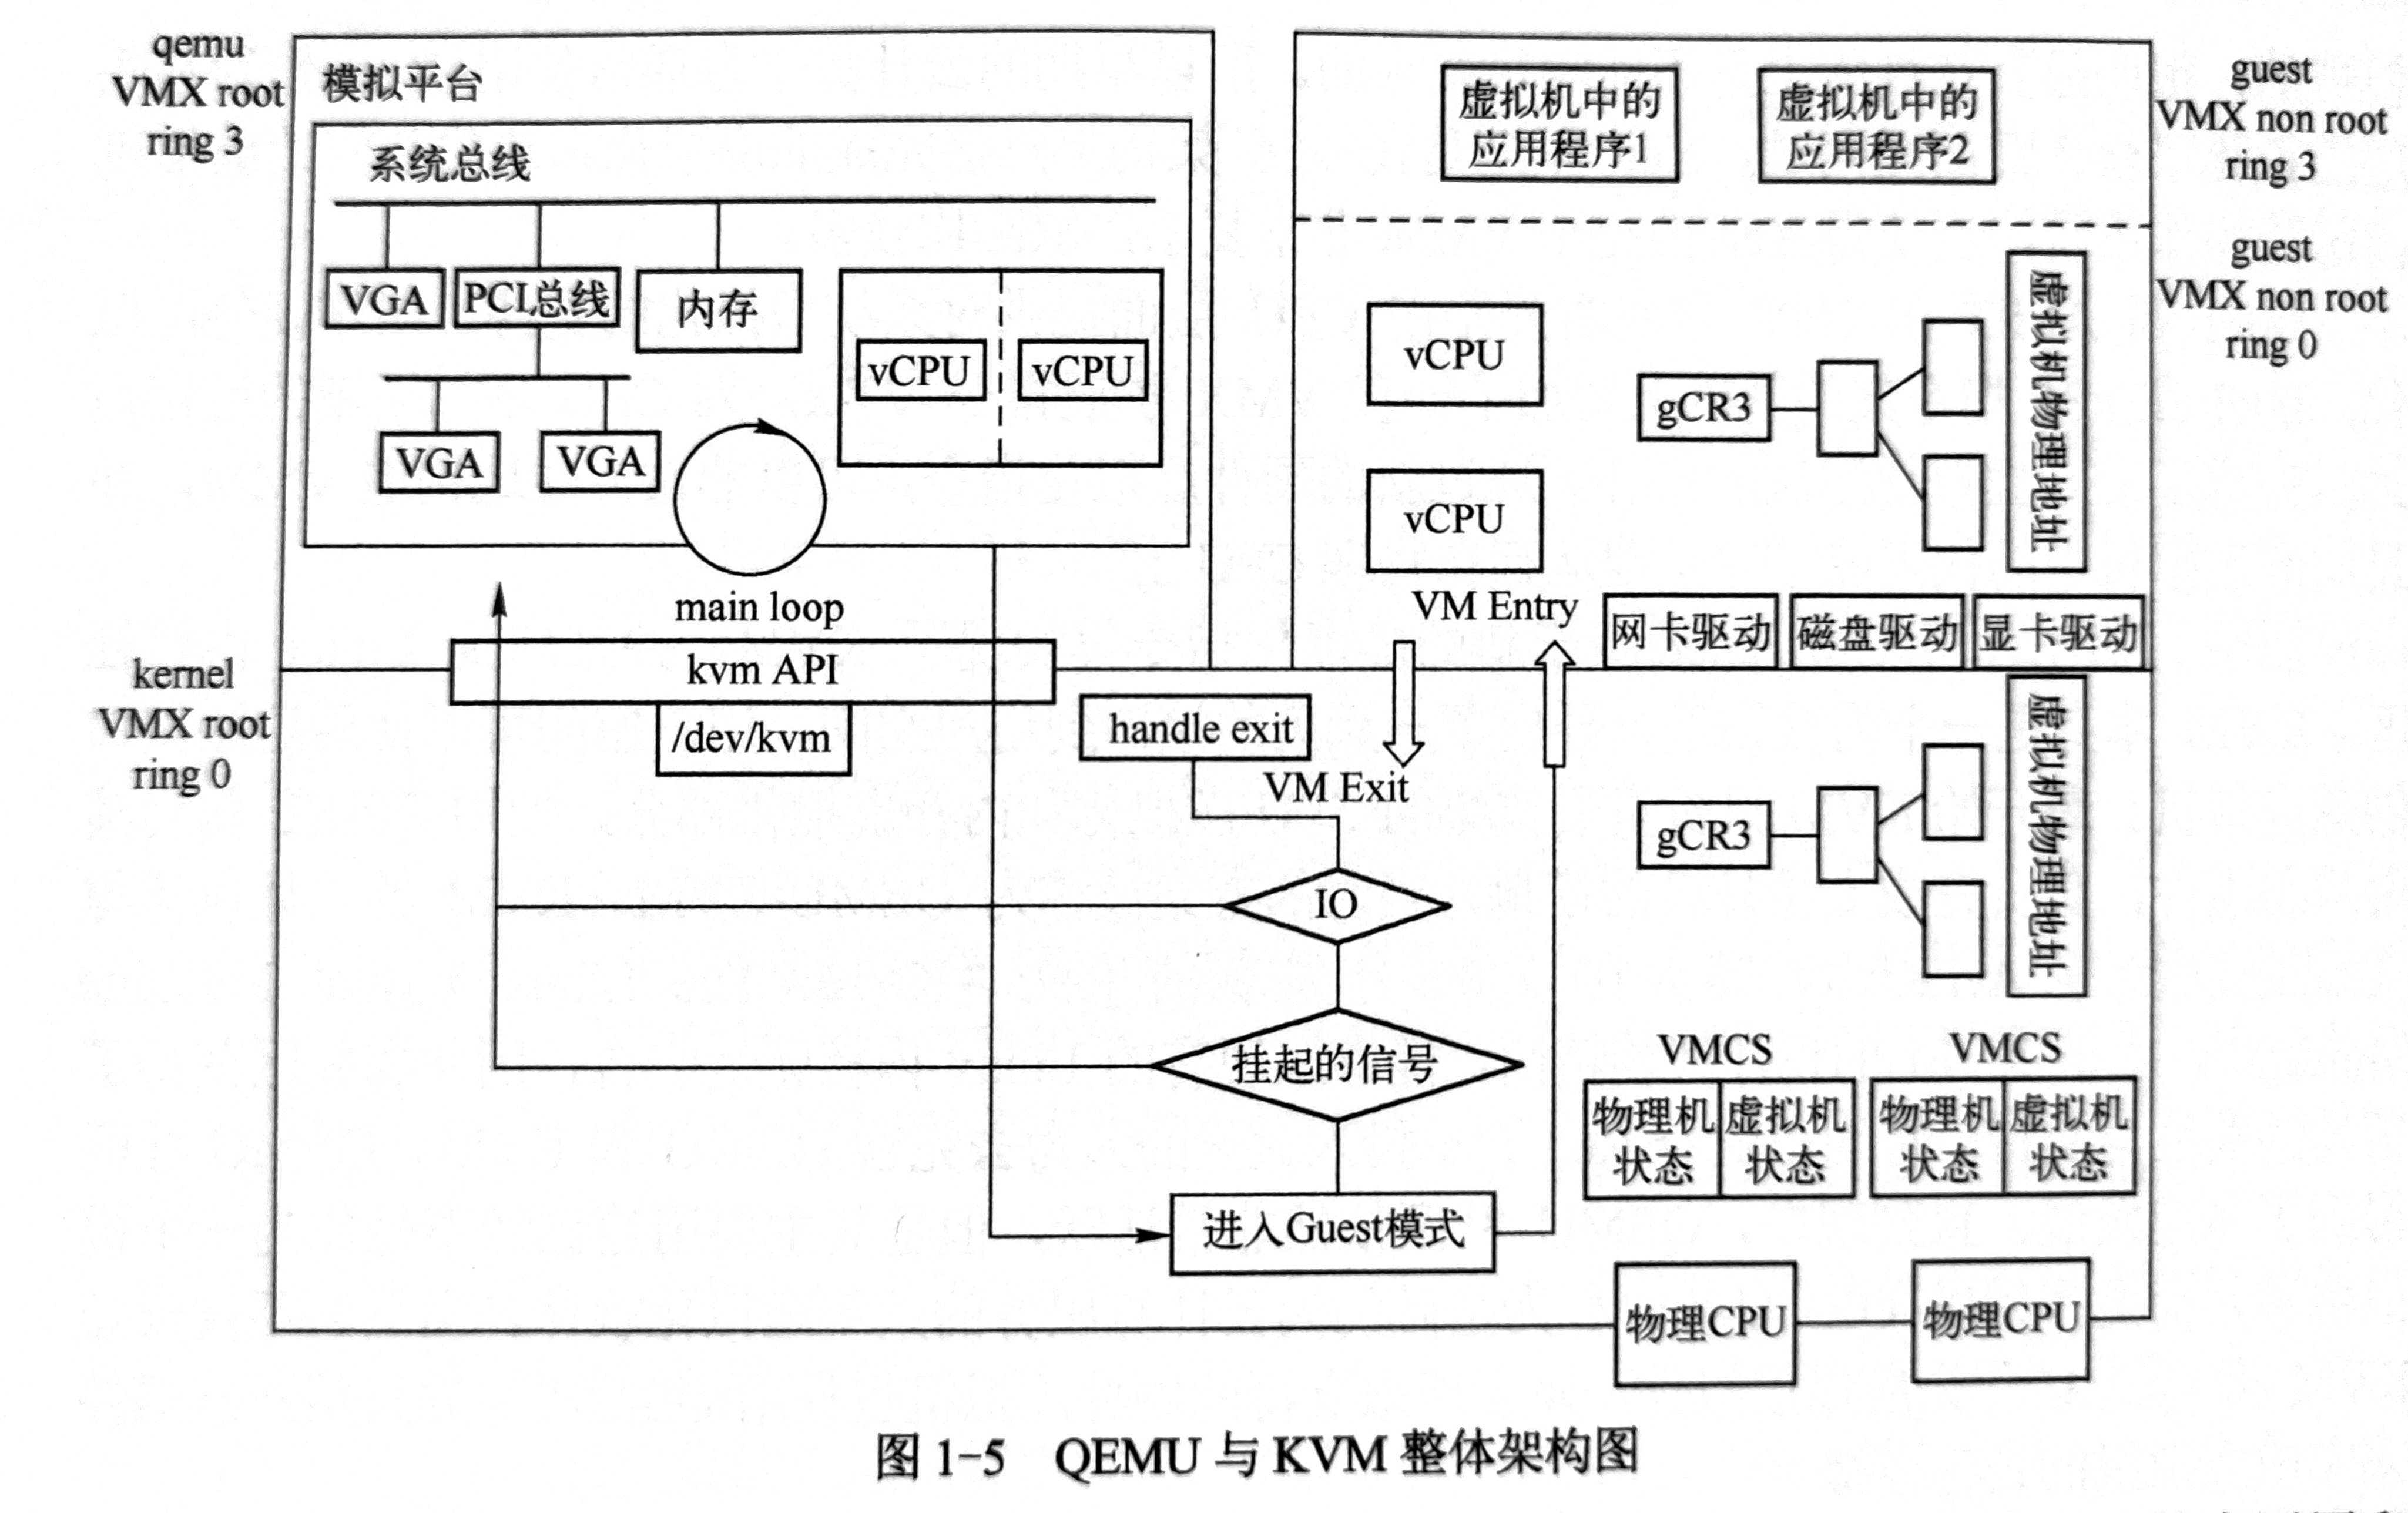 qemu
VMX root
ring 3
模拟平台
系统总线
VGA
PCI总线
内存
vCPU
vCPU
VGA
VGA
main loop
kvm API
/dev/kvm
kernel
VMX root
ring 0
虚拟机中的
应用程序1
虚拟机中的
应用程序2
guest
VMX non root
ring 3
guest
VMX non root
ring 0
vCPU
vCPU
gCR3
虚拟机物理地址
VM Entry
网卡驱动
磁盘驱动
显卡驱动
handle exit
VM Exit
IO
挂起的信号
进入Guest模式
gCR3
虚拟机物理地址
VMCS
物理机
状态
虚拟机
状态
VMCS
物理机
状态
虚拟机
状态
物理CPU
物理CPU
图 1-5 QEMU 与 KVM 整体架构图